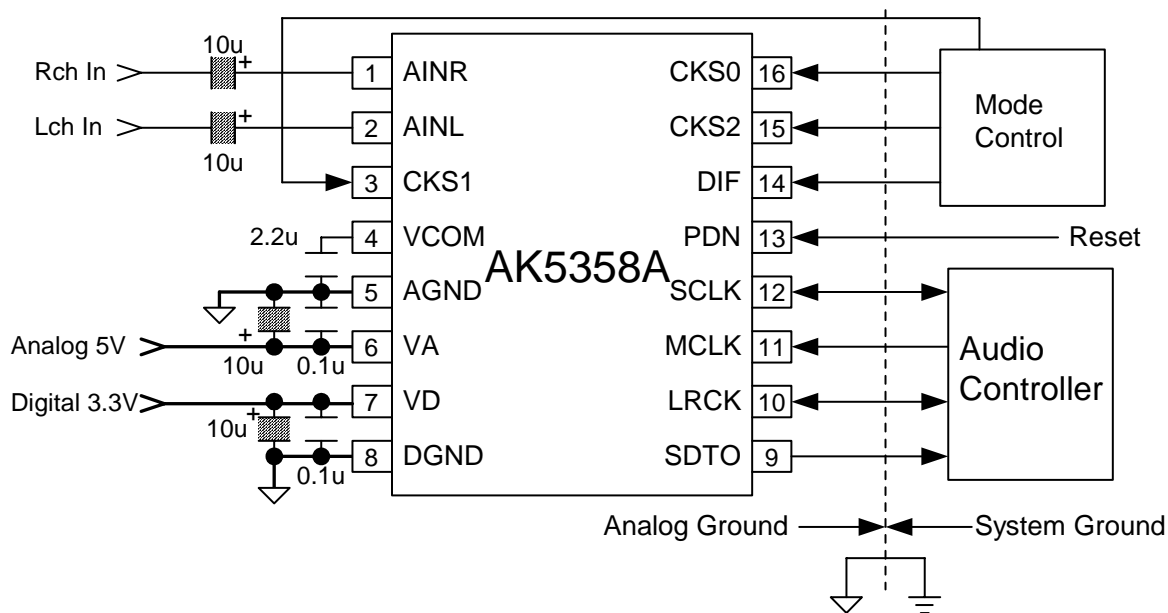 10u
+
Rch In
1
AINR
CKS0
16
Mode
Control
+
Lch In
2
AINL
CKS2
15
10u
3
CKS1
DIF
14
2.2u
4
VCOM
PDN
13
Reset
AK5358A
5
AGND
SCLK
12
+
Analog 5V
6
VA
MCLK
11
Audio
Controller
10u
0.1u
Digital 3.3V
7
VD
LRCK
10
10u
+
8
DGND
SDTO
9
0.1u
Analog Ground
System Ground